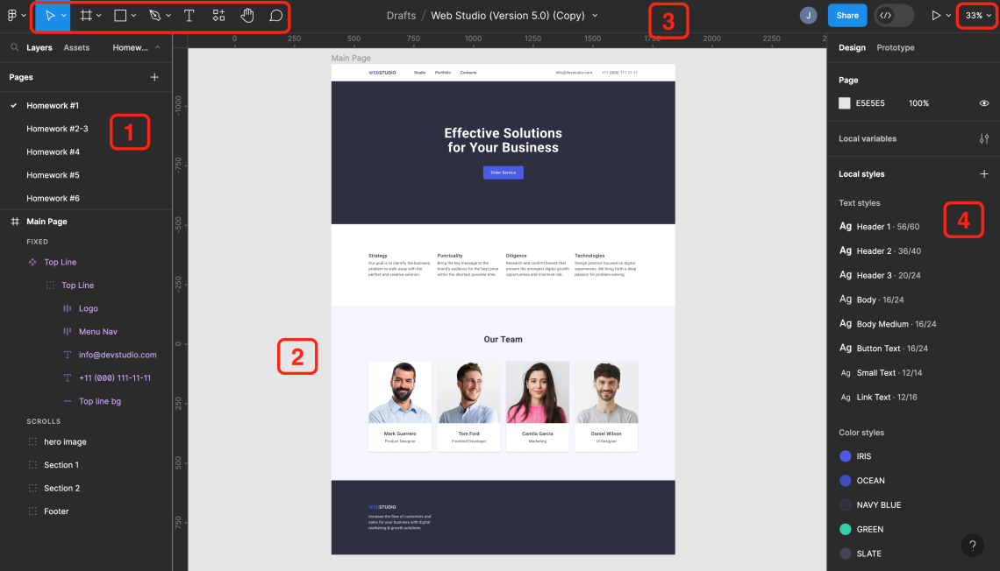 Drafts / Web Studio (Version 5.0) (Copy)
3
J
Share
33%
Layers
Assets
Homew...
Pages
Homework #1
Homework #2-3
1
Homework #4
Homework #5
Homework #6
Main Page
FIXED
Top Line
Top Line
Logo
Menu Nav
info@devstudio.com
+11 (000) 111-11-11
Top line bg
SCROLLS
hero image
Section 1
Section 2
Footer
0
250
500
750
1000
1250
1500
1750
2000
2250
-1000
-750
-500
-250
0
250
500
750
Main Page
WEBSTUDIO
Studio
Portfolio
Contacts
info@devstudio.com
+11 (000) 111-11-11
Effective Solutions
for Your Business
Order Service
Strategy
Our goal is to identify the business
problem to walk away with the
perfect and creative solution.
Punctuality
Bring the key message to the
brand's audience for the best price
within the shortest possible time.
Diligence
Research and confirm brands that
present the strongest digital growth
opportunities and minimize risk.
Technologies
Design practice focused on digital
experiences. We bring forth a deep
passion for problem-solving.
2
Our Team
Mark Guerrero
Product Designer
Tom Ford
Frontend Developer
Camila Garcia
Marketing
Daniel Wilson
UI Designer
WEBSTUDIO
Increase the flow of customers and
sales for your business with digital
marketing & growth solutions.
Design
Prototype
Page
E5E5E5
100%
Local variables
Local styles
Text styles
4
Ag Header 1 · 56/60
Ag Header 2 · 36/40
Ag Header 3 · 20/24
Ag Body · 16/24
Ag Body Medium · 16/24
Ag Button Text · 16/24
Ag Small Text · 12/14
Ag Link Text · 12/16
Color styles
IRIS
OCEAN
NAVY BLUE
GREEN
SLATE
?